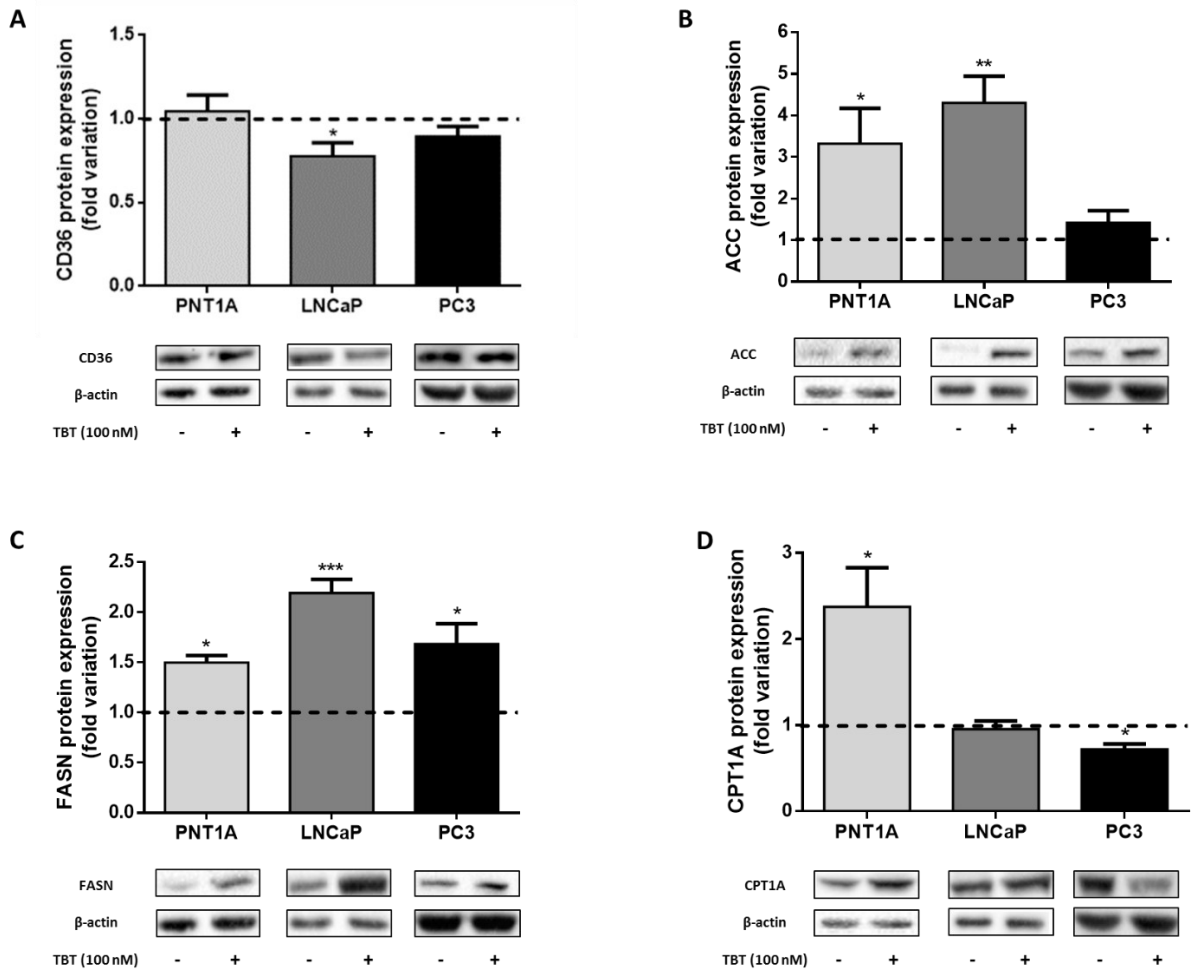 A
CD36 protein expression
(fold variation)
1.5
1.0
0.5
0.0
*
PNT1A LNCaP PC3
CD36
β-actin
TBT (100 nM) - + - + - +
B
ACC protein expression
(fold variation)
6
5
4
3
2
1
0
* **
PNT1A LNCaP PC3
ACC
β-actin
TBT (100 nM) - + - + - +
C
FASN protein expression
(fold variation)
2.5
2.0
1.5
1.0
0.5
0.0
* *** *
PNT1A LNCaP PC3
FASN
β-actin
TBT (100 nM) - + - + - +
D
CPT1A protein expression
(fold variation)
3
2
1
0
* *
PNT1A LNCaP PC3
CPT1A
β-actin
TBT (100 nM) - + - + - +